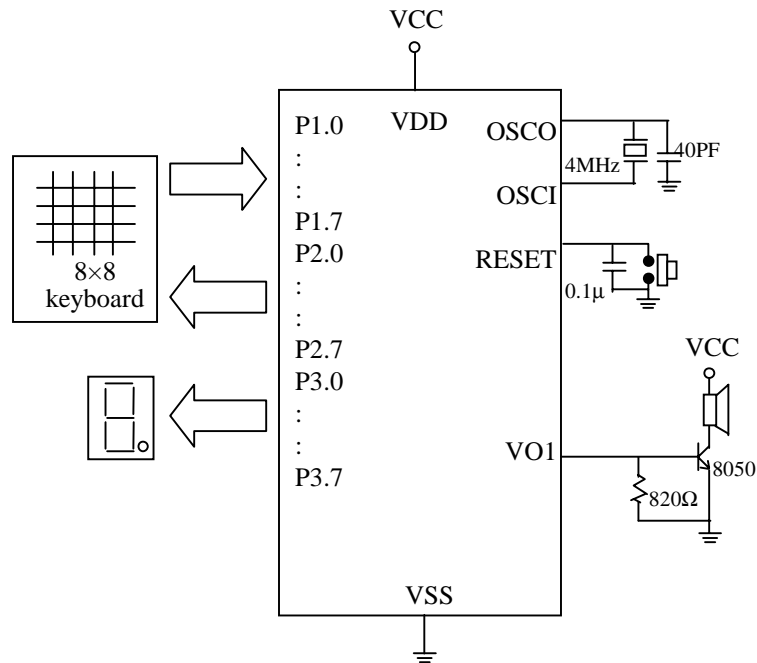 VCC
VDD
P1.0
:
:
P1.7
P2.0
:
:
P2.7
P3.0
:
:
P3.7
8×8
keyboard
OSCO
4MHz
40PF
OSCI
RESET
0.1μ
VCC
VO1
8050
820Ω
VSS